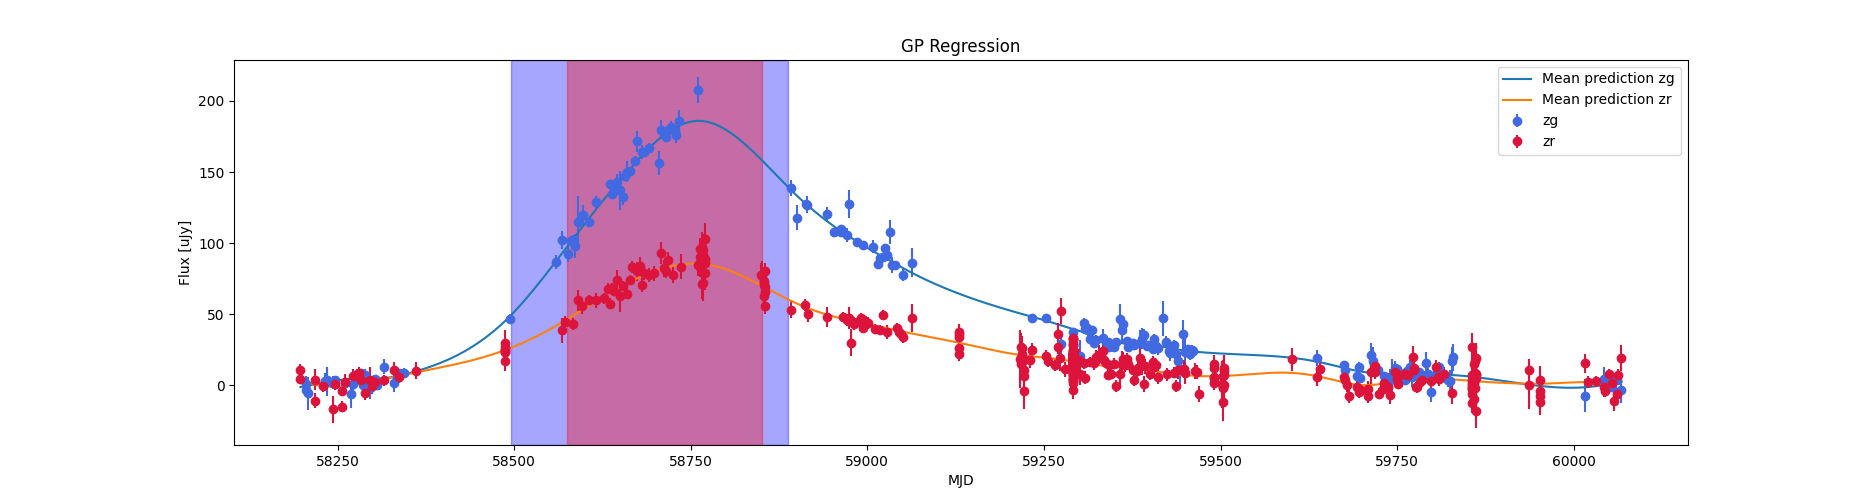 GP Regression
Flux [uJy]
200
150
100
50
0
58250
58500
58750
59000
59250
59500
59750
60000
MJD
Mean prediction zg
Mean prediction zr
zg
zr